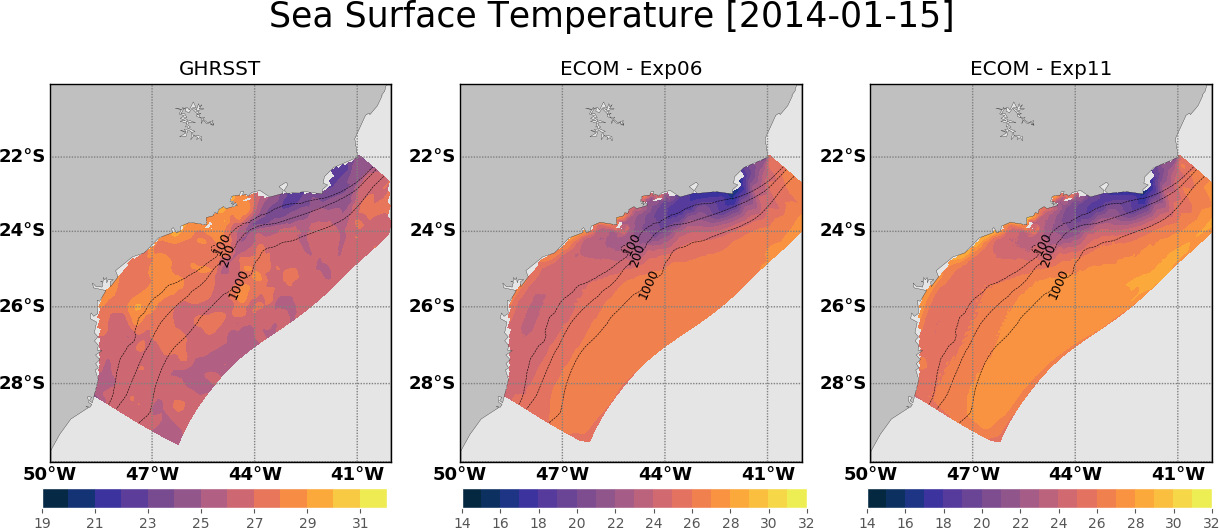 Sea Surface Temperature [2014-01-15]
GHRSST
ECOM - Exp06
ECOM - Exp11
22°S 22°S 22°S
24°S 24°S 24°S
26°S 26°S 26°S
28°S 28°S 28°S
100 100 100
200 200 200
1000 1000 1000
50°W 47°W 44°W 41°W 50°W 47°W 44°W 41°W 50°W 47°W 44°W 41°W
19 21 23 25 27 29 31
14 16 18 20 22 24 26 28 30 32
14 16 18 20 22 24 26 28 30 32